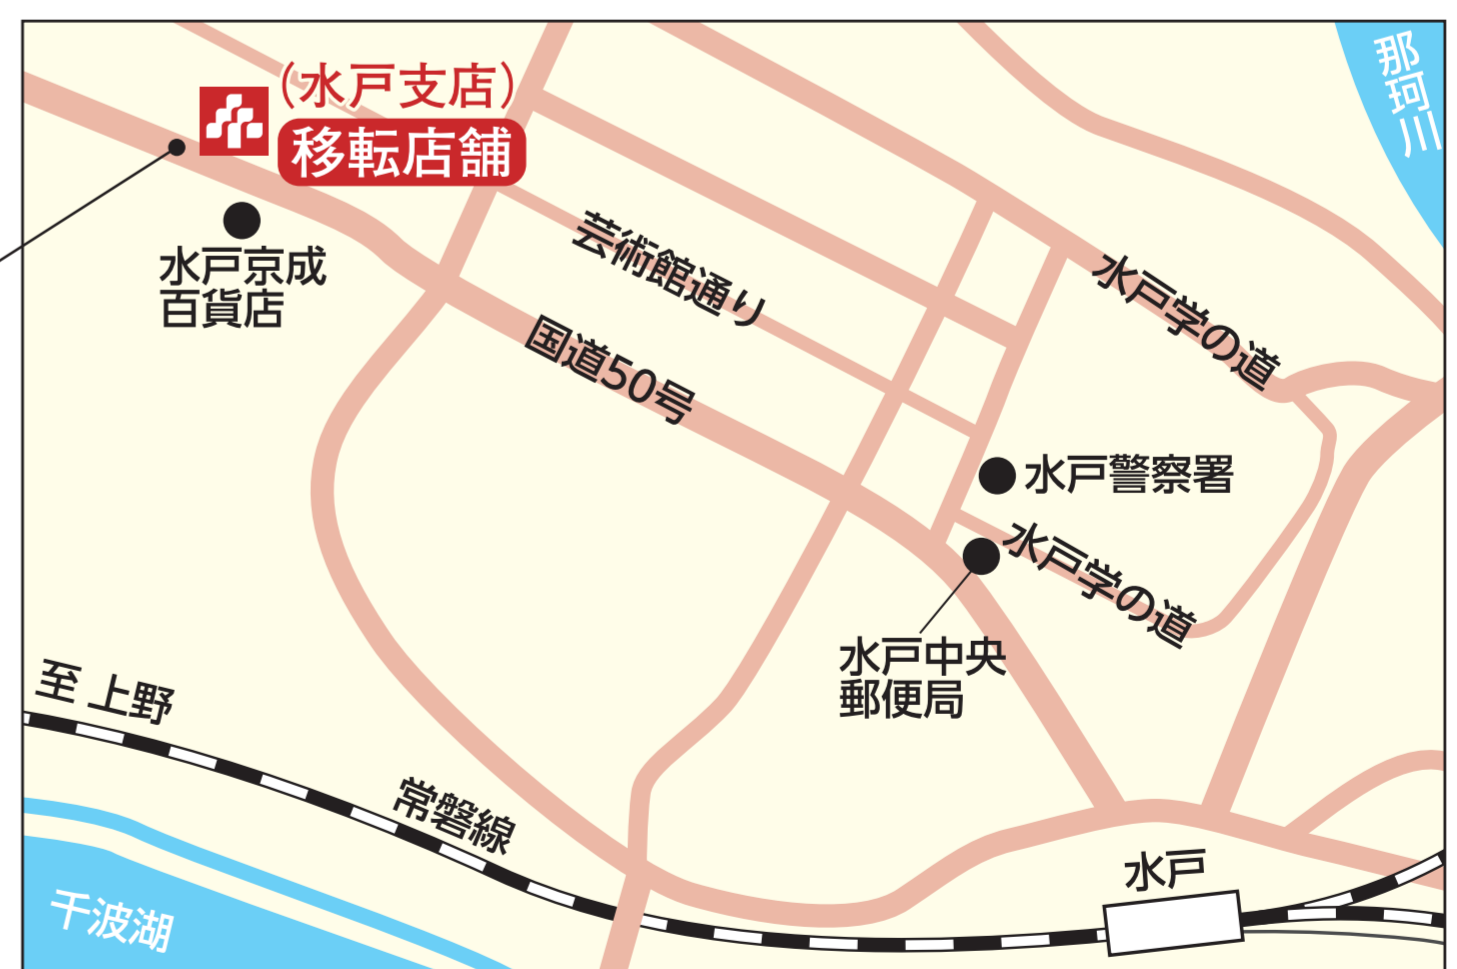 那珂川
(水戸支店)
移転店舗
水戸京成
百貨店
芸術館通り
国道50号
水戸学の道
水戸警察署
水戸学の道
水戸中央
郵便局
至 上野
常磐線
水戸
千波湖